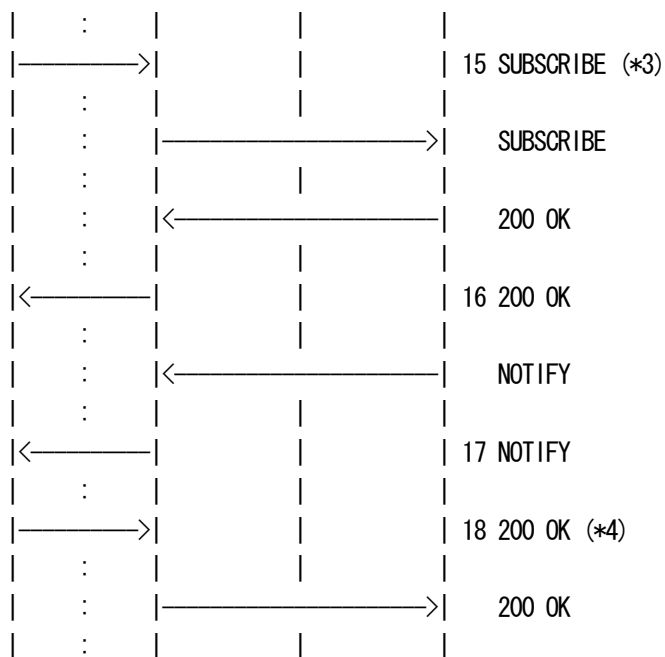 |     :     |           |           |
|---------->|           |           | 15 SUBSCRIBE (*3)
|     :     |           |           |
|     :     |---------------------->|    SUBSCRIBE
|     :     |           |           |
|     :     |<----------------------|    200 OK
|     :     |           |           |
|<----------|           |           | 16 200 OK
|     :     |           |           |
|     :     |<----------------------|    NOTIFY
|     :     |           |           |
|<----------|           |           | 17 NOTIFY
|     :     |           |           |
|---------->|           |           | 18 200 OK (*4)
|     :     |           |           |
|     :     |---------------------->|    200 OK
|     :     |           |           |